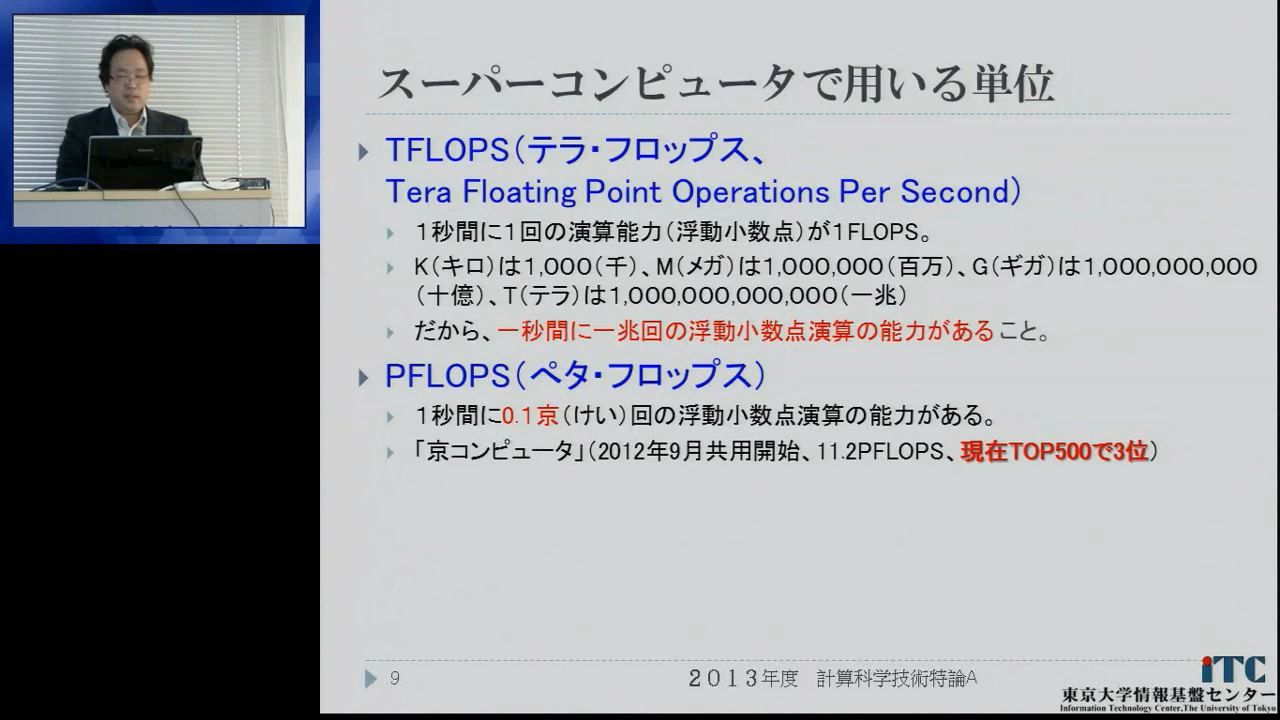 スーパーコンピュータで用いる単位
TFLOPS（テラ・フロップス、
Tera Floating Point Operations Per Second）
１秒間に１回の演算能力（浮動小数点）が１FLOPS。
K（キロ）は１,０００（千）、M（メガ）は１,０００,０００（百万）、G（ギガ）は１,０００,０００,０００
（十億）、T（テラ）は１,０００,０００,０００,０００（一兆）
だから、一秒間に一兆回の浮動小数点演算の能力があること。
PFLOPS（ペタ・フロップス）
１秒間に0.１京（けい）回の浮動小数点演算の能力がある。
「京コンピュータ」（2012年9月共用開始、11.2PFLOPS、現在TOP500で3位）
9
２０１３年度　計算科学技術特論A
iTC
東京大学情報基盤センター
Information Technology Center,The University of Tokyo